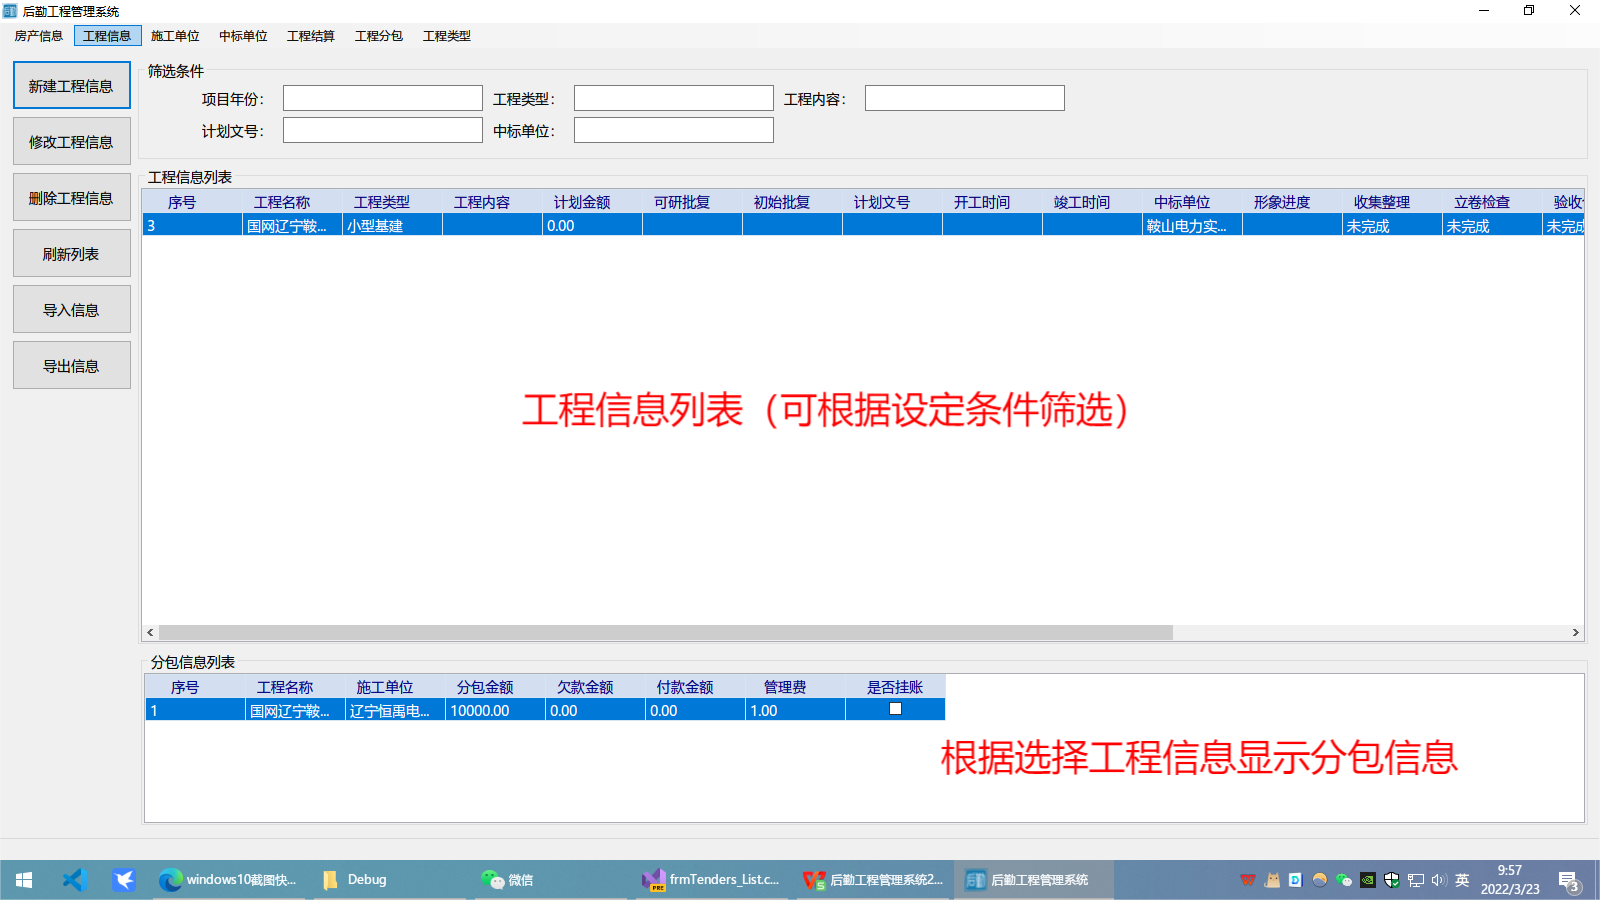 后勤工程管理系统
房产信息 工程信息 施工单位 中标单位 工程结算 工程分包 工程类型
新建工程信息
修改工程信息
删除工程信息
刷新列表
导入信息
导出信息
筛选条件
项目年份： 工程类型： 工程内容：
计划文号： 中标单位：
工程信息列表
序号 工程名称 工程类型 工程内容 计划金额 可研批复 初始批复 计划文号 开工时间 竣工时间 中标单位 形象进度 收集整理 立卷检查 验收
3 国网辽宁鞍... 小型基建 0.00 鞍山电力实... 未完成 未完成 未完成
工程信息列表（可根据设定条件筛选）
分包信息列表
序号 工程名称 施工单位 分包金额 欠款金额 付款金额 管理费 是否挂账
1 国网辽宁鞍... 辽宁恒禹电... 10000.00 0.00 0.00 1.00
根据选择工程信息显示分包信息
windows10截图快... Debug 微信 frmTenders_List.c... 后勤工程管理系统2... 后勤工程管理系统 英 9:57
2022/3/23 3